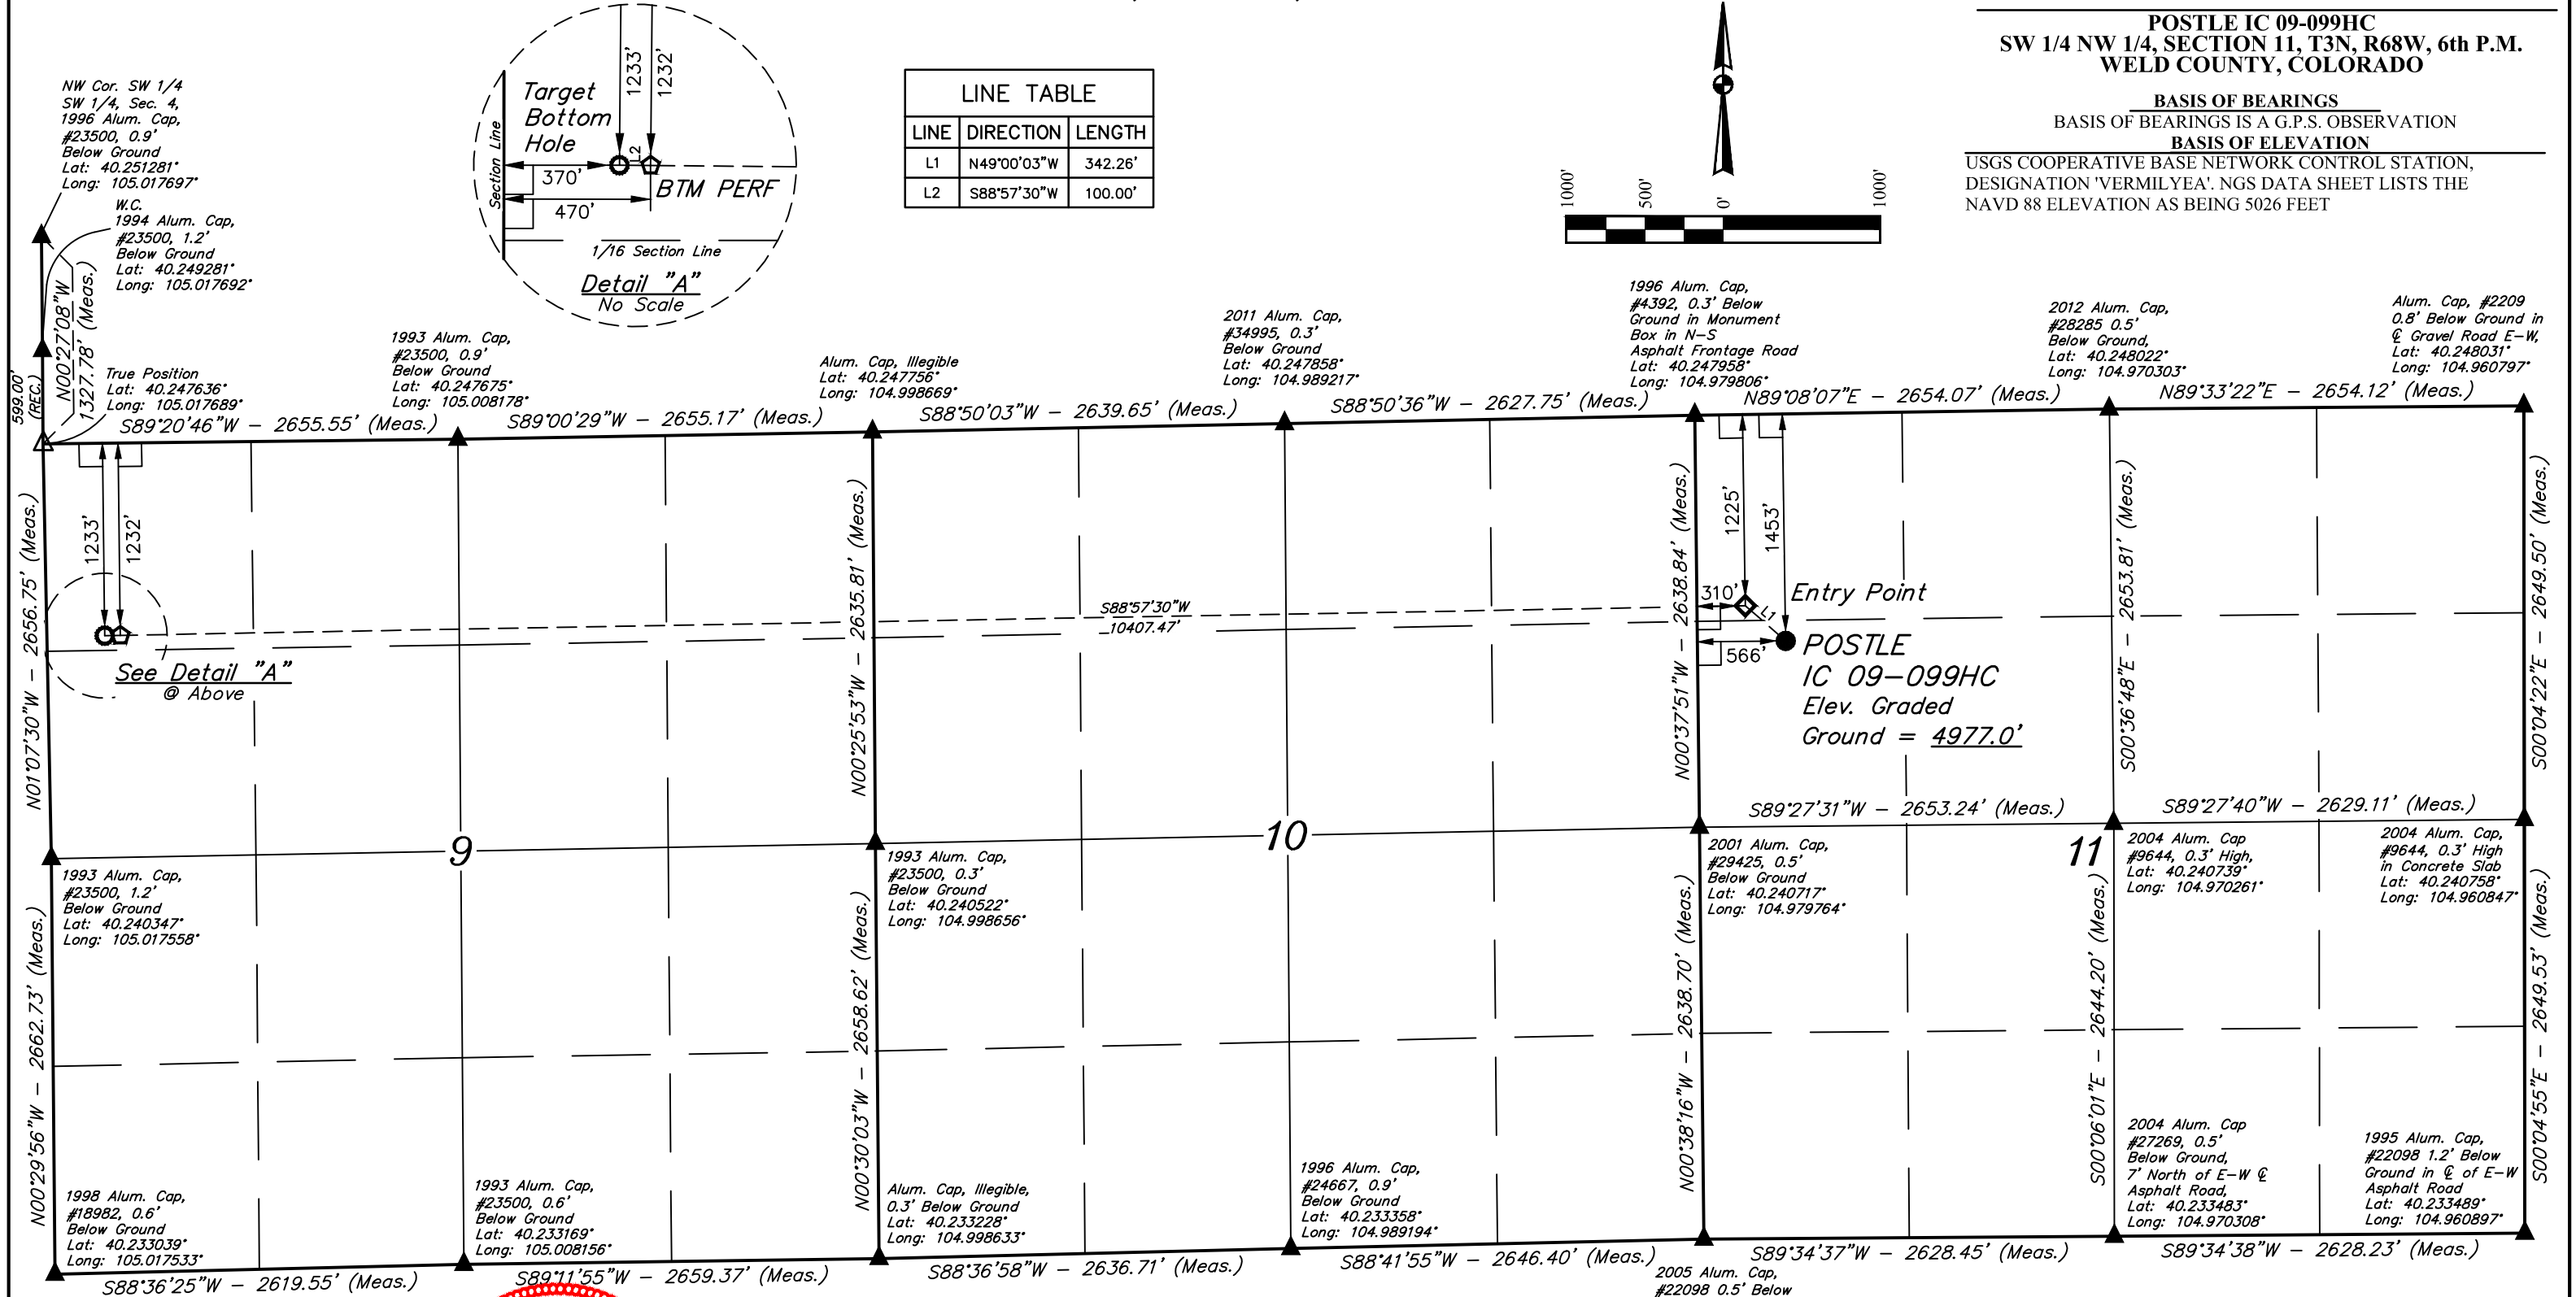 POSTLE IC 09-099HC
SW 1/4 NW 1/4, SECTION 11, T3N, R68W, 6th P.M.
WELD COUNTY, COLORADO
BASIS OF BEARINGS
BASIS OF BEARINGS IS A G.P.S. OBSERVATION
BASIS OF ELEVATION
USGS COOPERATIVE BASE NETWORK CONTROL STATION,
DESIGNATION 'VERMILYEA'. NGS DATA SHEET LISTS THE
NAVD 88 ELEVATION AS BEING 5026 FEET
1000'
500'
0'
1000'
LINE TABLE
LINE DIRECTION LENGTH
L1 N49°00'03"W 342.26'
L2 S88°57'30"W 100.00'
1233'
1232'
Target
Bottom
Hole
Section Line
L2
370'
BTM PERF
470'
1/16 Section Line
Detail "A"
No Scale
NW Cor. SW 1/4
SW 1/4, Sec. 4,
1996 Alum. Cap,
#23500, 0.9'
Below Ground
Lat: 40.251281°
Long: 105.017697°
W.C.
1994 Alum. Cap,
#23500, 1.2'
Below Ground
Lat: 40.249281°
Long: 105.017692°
N00°27'08"W
1327.78' (Meas.)
599.00'
(REC.)
True Position
Lat: 40.247636°
Long: 105.017689°
1993 Alum. Cap,
#23500, 0.9'
Below Ground
Lat: 40.247675°
Long: 105.008178°
Alum. Cap, Illegible
Lat: 40.247756°
Long: 104.998669°
2011 Alum. Cap,
#34995, 0.3'
Below Ground
Lat: 40.247858°
Long: 104.989217°
1996 Alum. Cap,
#4392, 0.3' Below
Ground in Monument
Box in N-S
Asphalt Frontage Road
Lat: 40.247958°
Long: 104.979806°
2012 Alum. Cap,
#28285 0.5'
Below Ground,
Lat: 40.248022°
Long: 104.970303°
Alum. Cap, #2209
0.8' Below Ground in
℄ Gravel Road E-W,
Lat: 40.248031°
Long: 104.960797°
S89°20'46"W - 2655.55' (Meas.)
S89°00'29"W - 2655.17' (Meas.)
S88°50'03"W - 2639.65' (Meas.)
S88°50'36"W - 2627.75' (Meas.)
N89°08'07"E - 2654.07' (Meas.)
N89°33'22"E - 2654.12' (Meas.)
N01°07'30"W - 2656.75' (Meas.)
1233'
1232'
See Detail "A"
@ Above
N00°25'53"W - 2635.81' (Meas.)
S88°57'30"W
10407.47'
N00°37'51"W - 2638.84' (Meas.)
1225'
1453'
310'
Entry Point
L1
566'
POSTLE
IC 09-099HC
Elev. Graded
Ground = 4977.0'
S00°36'48"E - 2653.81' (Meas.)
S00°04'22"E - 2649.50' (Meas.)
S89°27'31"W - 2653.24' (Meas.)
S89°27'40"W - 2629.11' (Meas.)
9
10
11
1993 Alum. Cap,
#23500, 1.2'
Below Ground
Lat: 40.240347°
Long: 105.017558°
1993 Alum. Cap,
#23500, 0.3'
Below Ground
Lat: 40.240522°
Long: 104.998656°
2001 Alum. Cap,
#29425, 0.5'
Below Ground
Lat: 40.240717°
Long: 104.979764°
2004 Alum. Cap
#9644, 0.3' High,
Lat: 40.240739°
Long: 104.970261°
2004 Alum. Cap,
#9644, 0.3' High
in Concrete Slab
Lat: 40.240758°
Long: 104.960847°
N00°29'56"W - 2662.73' (Meas.)
N00°30'03"W - 2658.62' (Meas.)
N00°38'16"W - 2638.70' (Meas.)
S00°06'01"E - 2644.20' (Meas.)
S00°04'55"E - 2649.53' (Meas.)
1998 Alum. Cap,
#18982, 0.6'
Below Ground
Lat: 40.233039°
Long: 105.017533°
1993 Alum. Cap,
#23500, 0.6'
Below Ground
Lat: 40.233169°
Long: 105.008156°
Alum. Cap, Illegible,
0.3' Below Ground
Lat: 40.233228°
Long: 104.998633°
1996 Alum. Cap,
#24667, 0.9'
Below Ground
Lat: 40.233358°
Long: 104.989194°
2004 Alum. Cap
#27269, 0.5'
Below Ground,
7' North of E-W ℄
Asphalt Road,
Lat: 40.233483°
Long: 104.970308°
1995 Alum. Cap,
#22098 1.2' Below
Ground in ℄ of E-W
Asphalt Road
Lat: 40.233489°
Long: 104.960897°
S88°36'25"W - 2619.55' (Meas.)
S89°11'55"W - 2659.37' (Meas.)
S88°36'58"W - 2636.71' (Meas.)
S88°41'55"W - 2646.40' (Meas.)
S89°34'37"W - 2628.45' (Meas.)
S89°34'38"W - 2628.23' (Meas.)
2005 Alum. Cap,
#22098 0.5' Below